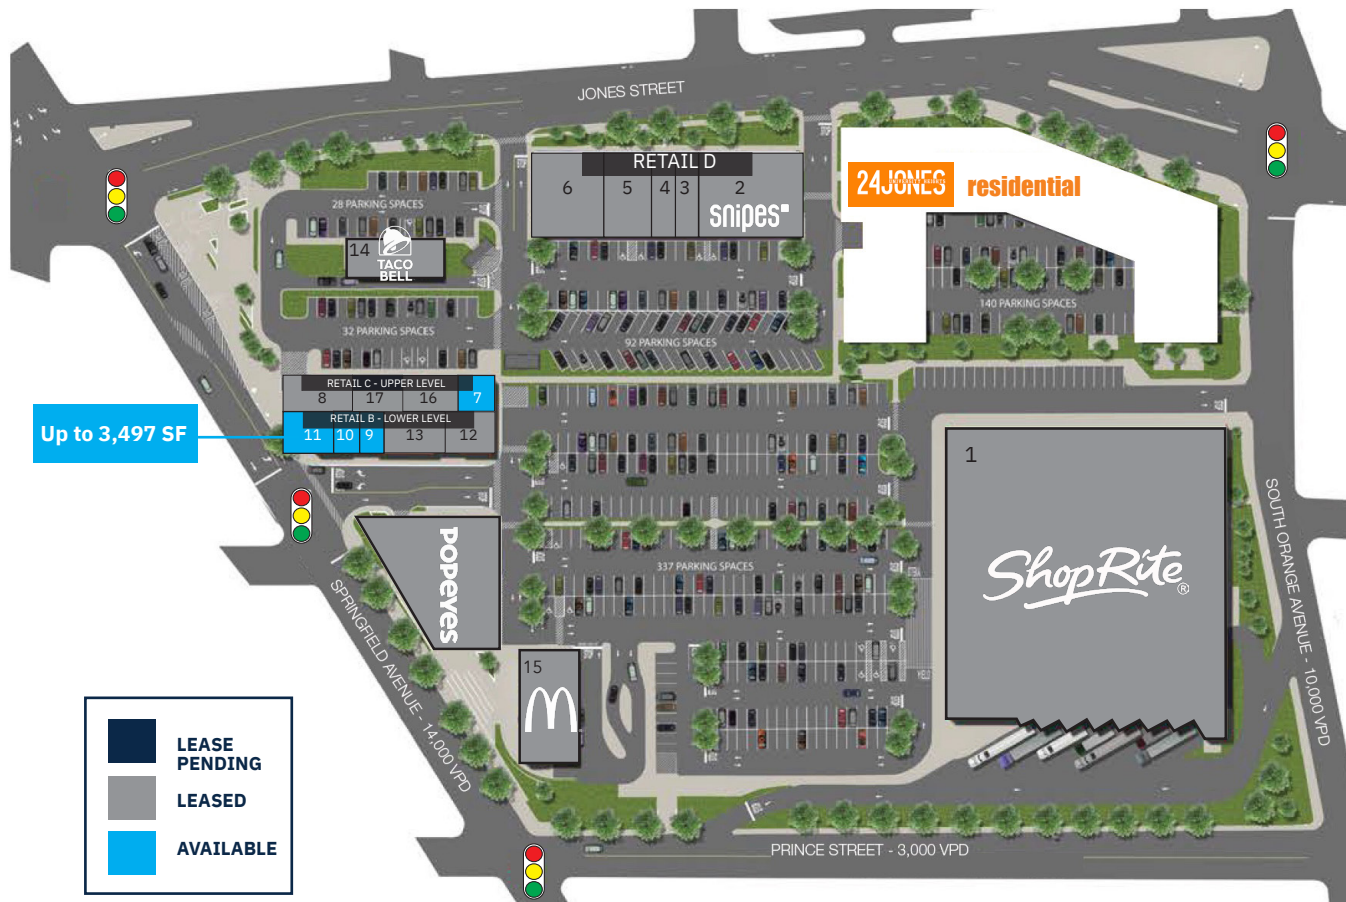 JONES STREET
RETAIL D
6 5 4 3 2
snipes
24JONES
residential
28 PARKING SPACES
14
TACO
BELL
140 PARKING SPACES
32 PARKING SPACES
92 PARKING SPACES
RETAIL C - UPPER LEVEL
8 17 16 7
RETAIL B - LOWER LEVEL
11 10 9 13 12
Up to 3,497 SF
1
ShopRite®
POPEYES
337 PARKING SPACES
15
SPRINGFIELD AVENUE - 14,000 VPD
SOUTH ORANGE AVENUE - 10,000 VPD
PRINCE STREET - 3,000 VPD
LEASE
PENDING
LEASED
AVAILABLE